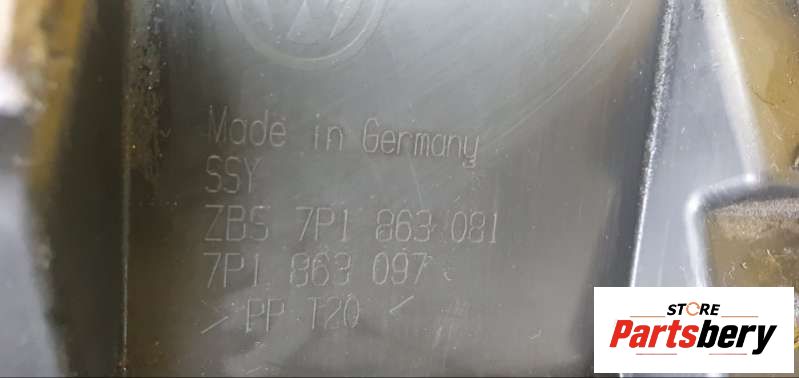 Made in Germany
SSY
ZBS 7P1 863 081
7P1 863 097
> PP T20 <
STORE
Partsbery